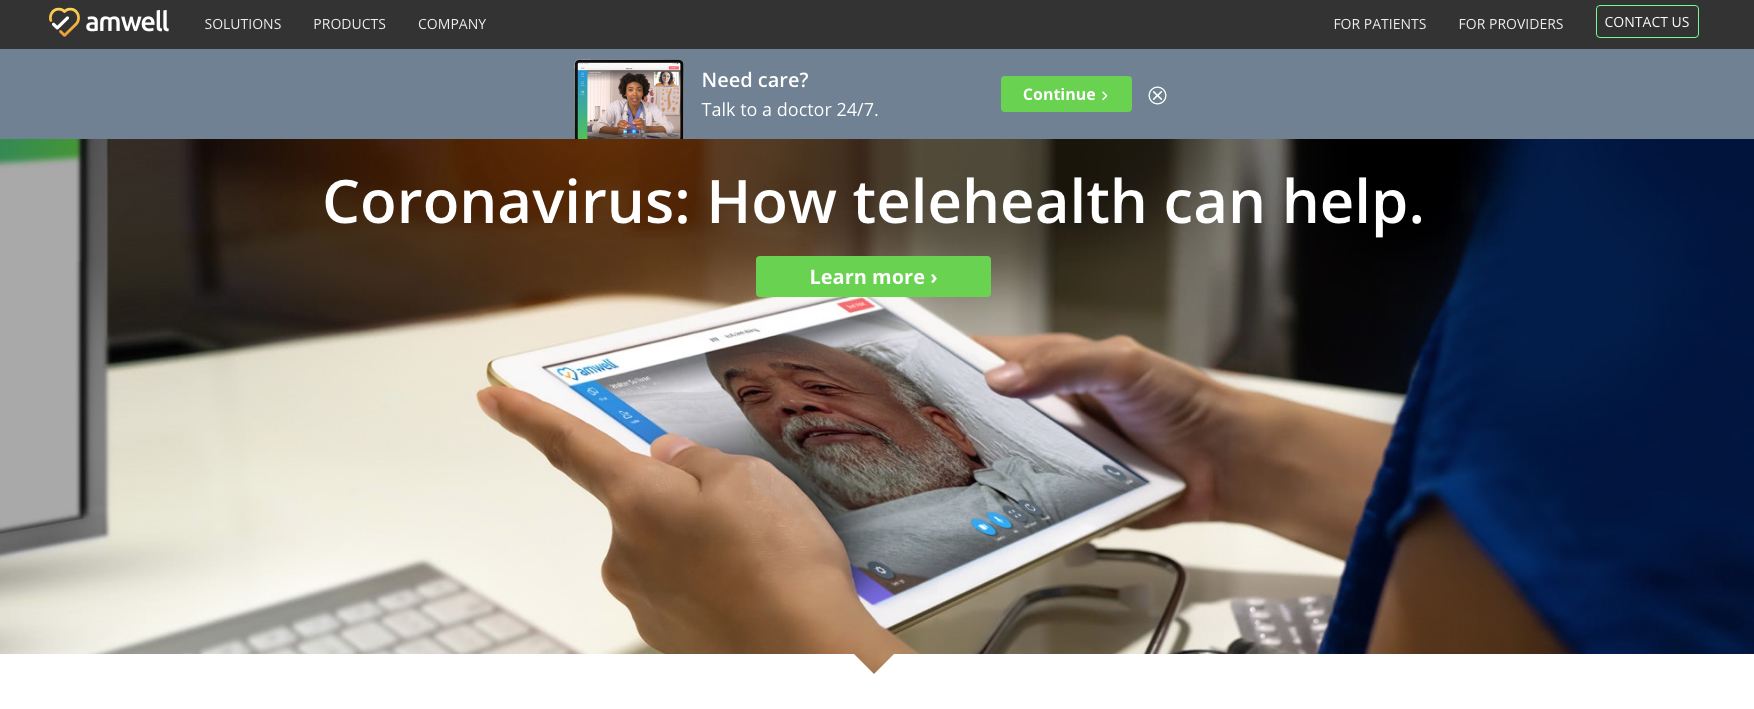 amwell
SOLUTIONS
PRODUCTS
COMPANY
FOR PATIENTS
FOR PROVIDERS
CONTACT US
Need care?
Talk to a doctor 24/7.
Continue ›
Coronavirus: How telehealth can help.
Learn more ›
amwell